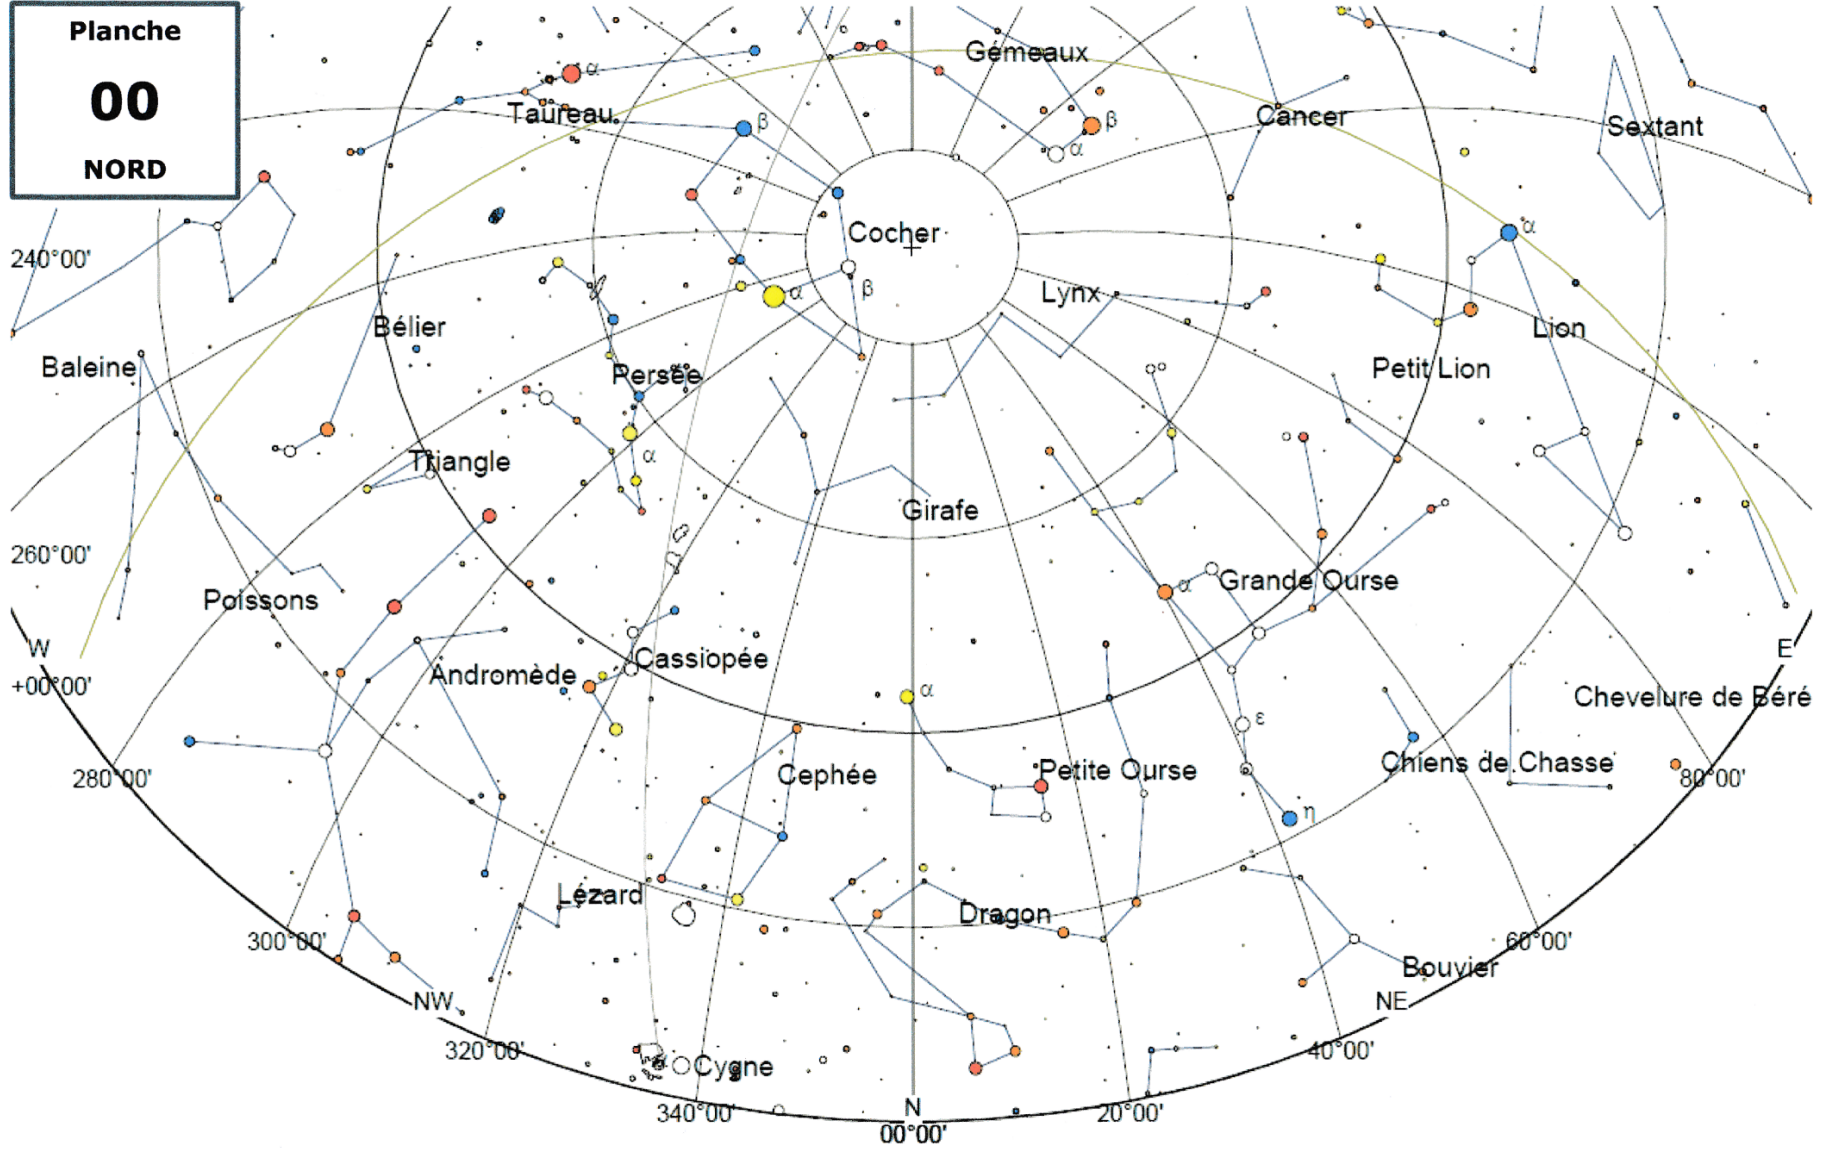 Planche
00
NORD
Gémeaux
α
Taureau
β
Cancer
β
α
Sextant
Cocher
α
240°00'
α
β
Lynx
Bélier
Lion
Baleine
Persée
Petit Lion
Triangle
α
Girafe
260°00'
α
Grande Ourse
Poissons
W
E
Andromède
Cassiopée
+00°00'
α
Chevelure de Béré
ε
280°00'
Cephée
Petite Ourse
Chiens de Chasse
80°00'
η
Lézard
Dragon
300°00'
60°00'
Bouvier
NW
NE
320°00'
40°00'
Cygne
340°00'
N
20°00'
00°00'